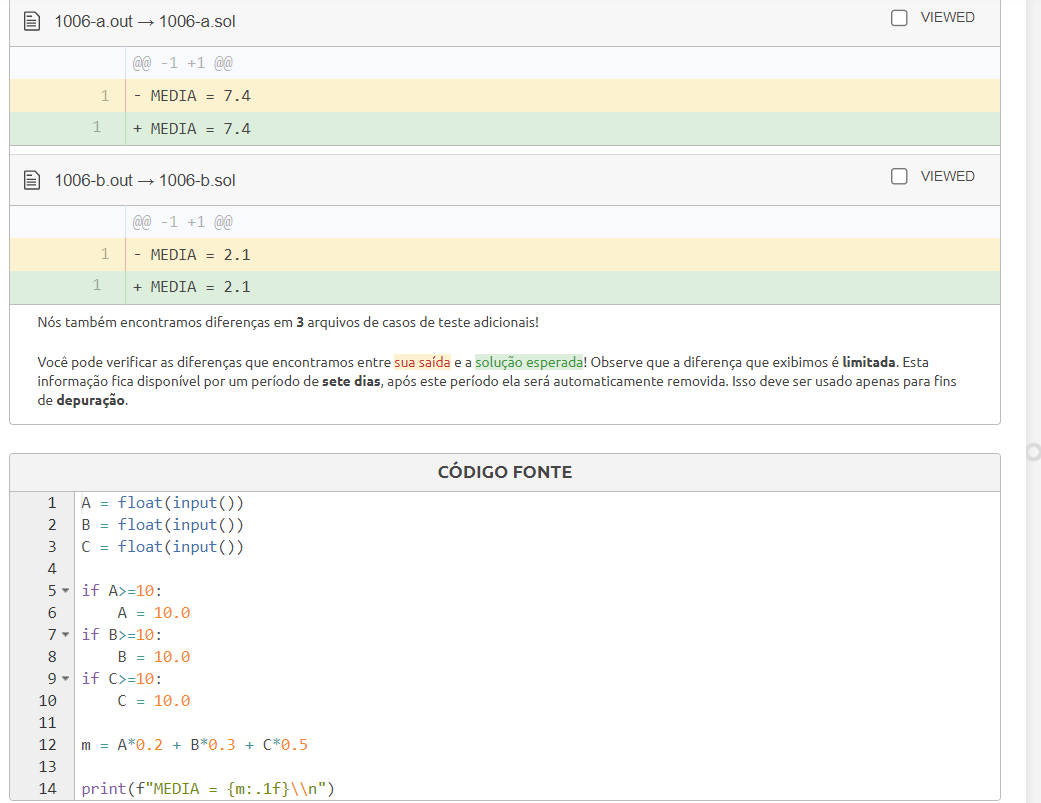 1006-a.out → 1006-a.sol
VIEWED
@@ -1 +1 @@
1 - MEDIA = 7.4
1 + MEDIA = 7.4
1006-b.out → 1006-b.sol
VIEWED
@@ -1 +1 @@
1 - MEDIA = 2.1
1 + MEDIA = 2.1
Nós também encontramos diferenças em 3 arquivos de casos de teste adicionais!
Você pode verificar as diferenças que encontramos entre sua saída e a solução esperada! Observe que a diferença que exibimos é limitada. Esta
informação fica disponível por um período de sete dias, após este período ela será automaticamente removida. Isso deve ser usado apenas para fins
de depuração.
CÓDIGO FONTE
1 A = float(input())
2 B = float(input())
3 C = float(input())
4
5 if A>=10:
6     A = 10.0
7 if B>=10:
8     B = 10.0
9 if C>=10:
10     C = 10.0
11
12 m = A*0.2 + B*0.3 + C*0.5
13
14 print(f"MEDIA = {m:.1f}\\n")